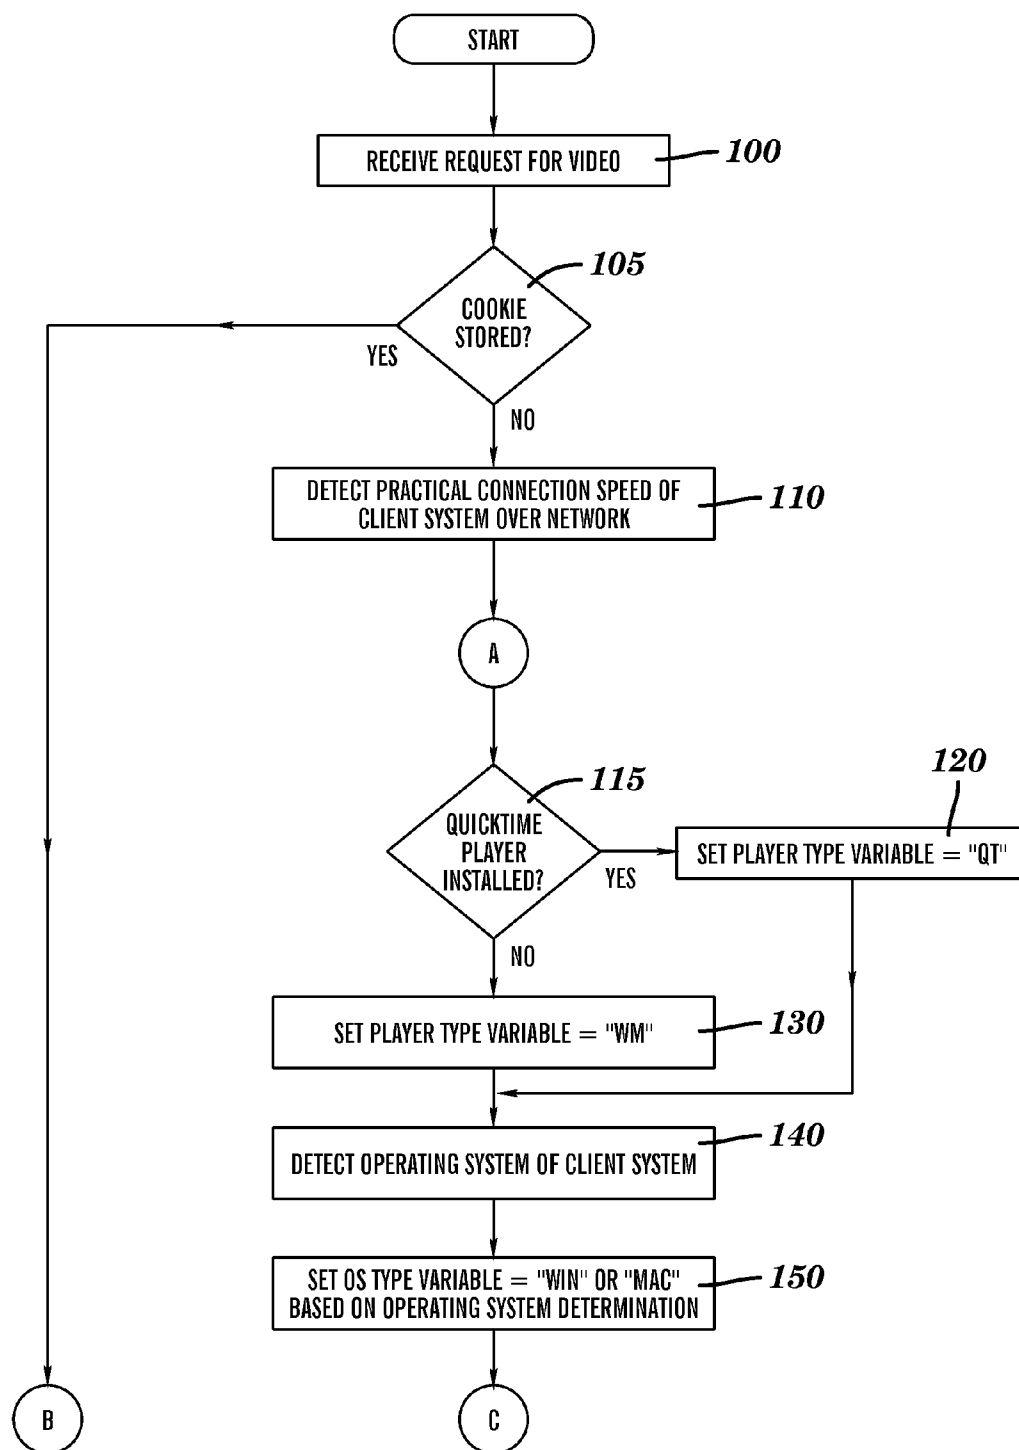 START
RECEIVE REQUEST FOR VIDEO
100
105
COOKIE
STORED?
YES
NO
DETECT PRACTICAL CONNECTION SPEED OF
CLIENT SYSTEM OVER NETWORK
110
A
115
QUICKTIME
PLAYER
INSTALLED?
YES
120
SET PLAYER TYPE VARIABLE = "QT"
NO
SET PLAYER TYPE VARIABLE = "WM"
130
DETECT OPERATING SYSTEM OF CLIENT SYSTEM
140
SET OS TYPE VARIABLE = "WIN" OR "MAC"
BASED ON OPERATING SYSTEM DETERMINATION
150
B
C